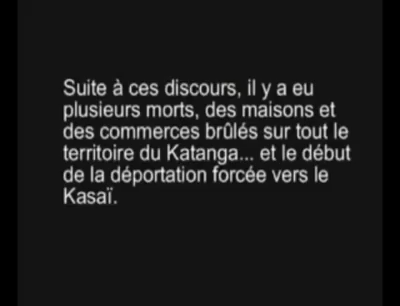 Suite à ces discours, il y a eu
plusieurs morts, des maisons et
des commerces brûlés sur tout le
territoire du Katanga... et le début
de la déportation forcée vers le
Kasaï.